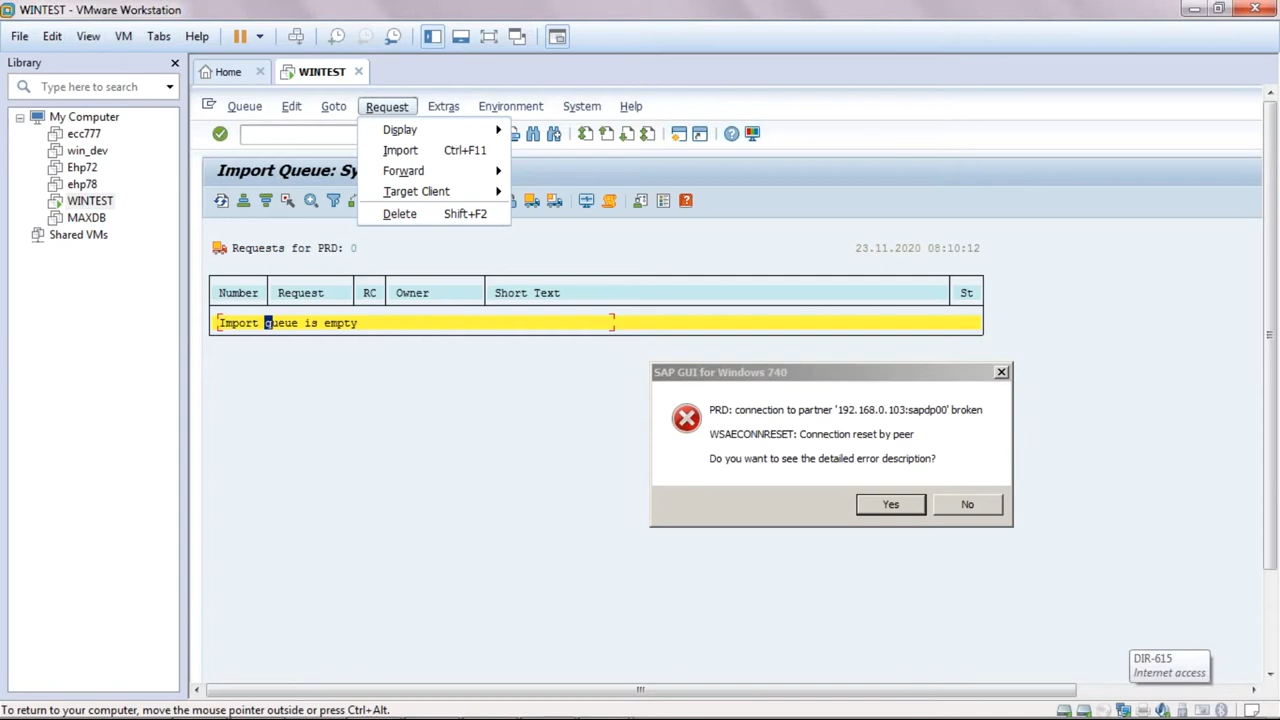 WINTEST - VMware Workstation
File Edit View VM Tabs Help
Library
Type here to search
My Computer
ecc777
win_dev
Ehp72
ehp78
WINTEST
MAXDB
Shared VMs
Home
WINTEST
Queue Edit Goto Request Extras Environment System Help
Display
Import Ctrl+F11
Forward
Target Client
Delete Shift+F2
Import Queue: Sy
Requests for PRD: 0
23.11.2020 08:10:12
Number Request RC Owner Short Text St
Import queue is empty
SAP GUI for Windows 740
PRD: connection to partner '192.168.0.103:sapdp00' broken
WSAECONNRESET: Connection reset by peer
Do you want to see the detailed error description?
Yes No
DIR-615
Internet access
To return to your computer, move the mouse pointer outside or press Ctrl+Alt.